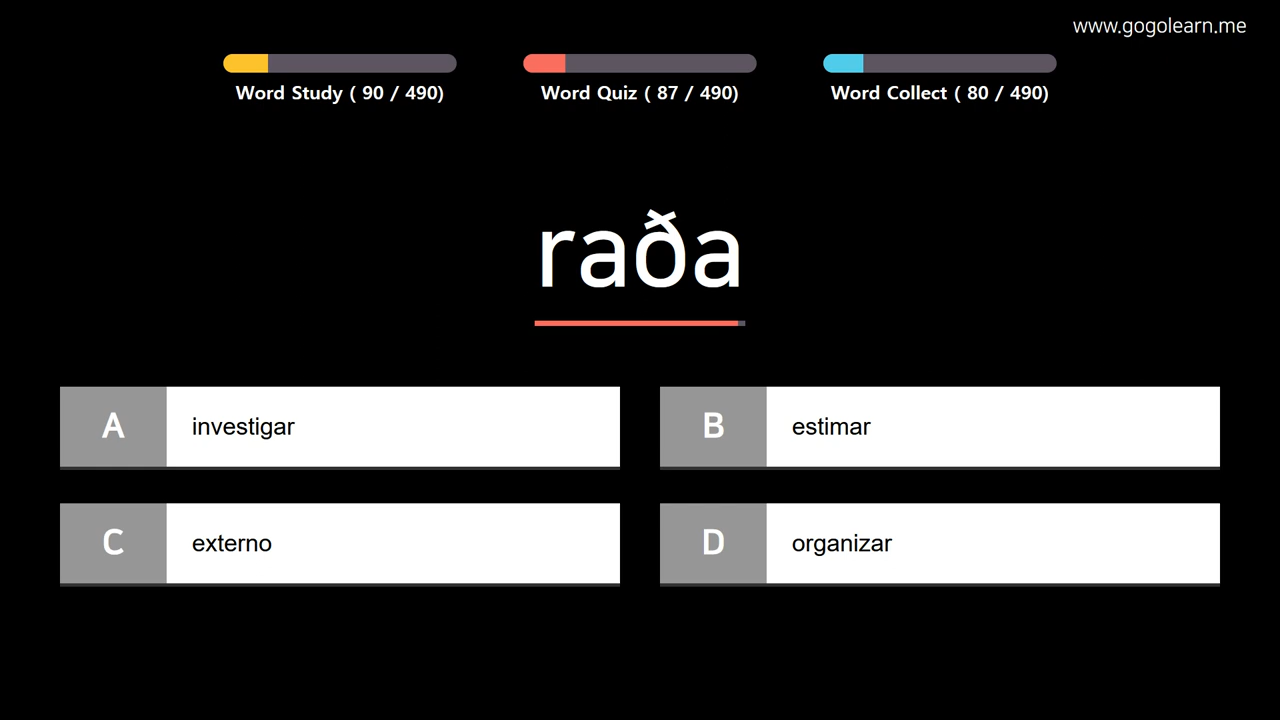 www.gogolearn.me
Word Study ( 90 / 490)
Word Quiz ( 87 / 490)
Word Collect ( 80 / 490)
raða
A investigar
B estimar
C externo
D organizar